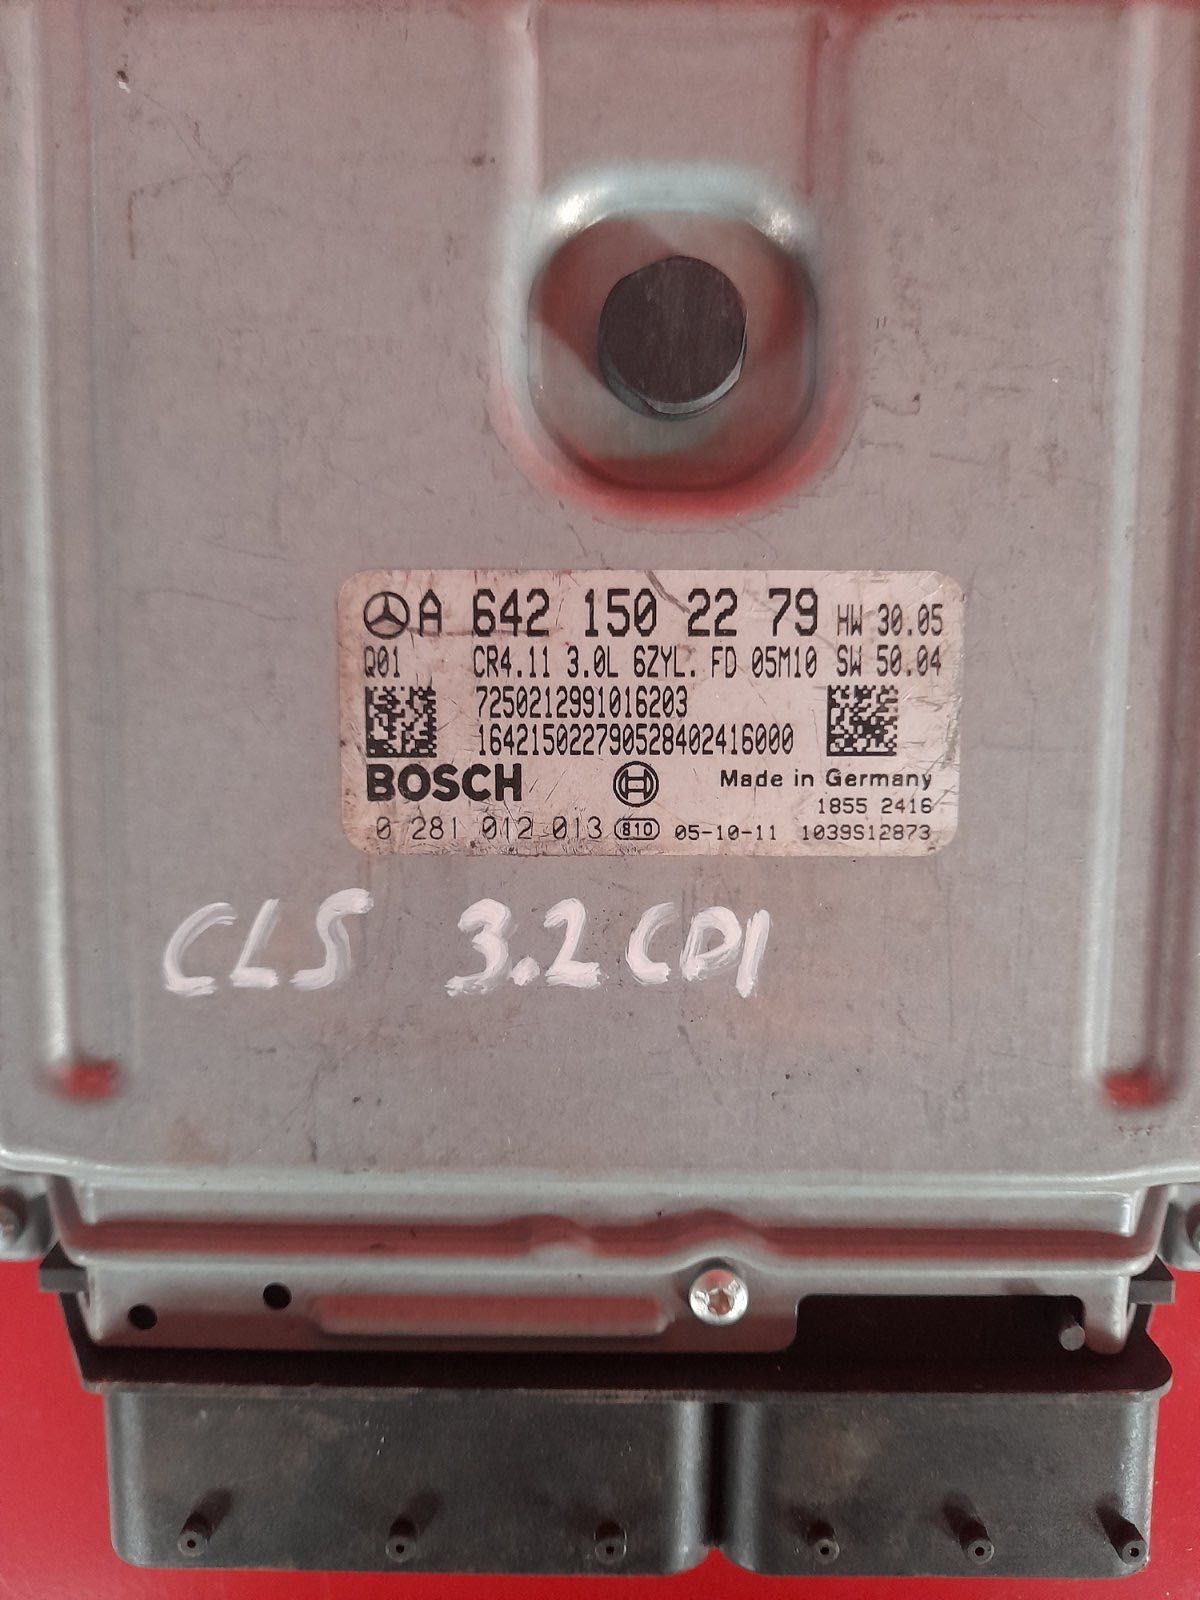 A 642 150 22 79 HW 30.05
Q01 CR4.11 3.0L 6ZYL. FD 05M10 SW 50.04
7250212991016203
164215022790528402416000
BOSCH Made in Germany
1855 2416
0 281 012 013 810 05-10-11 1039S12873
CLS 3.2 CDI